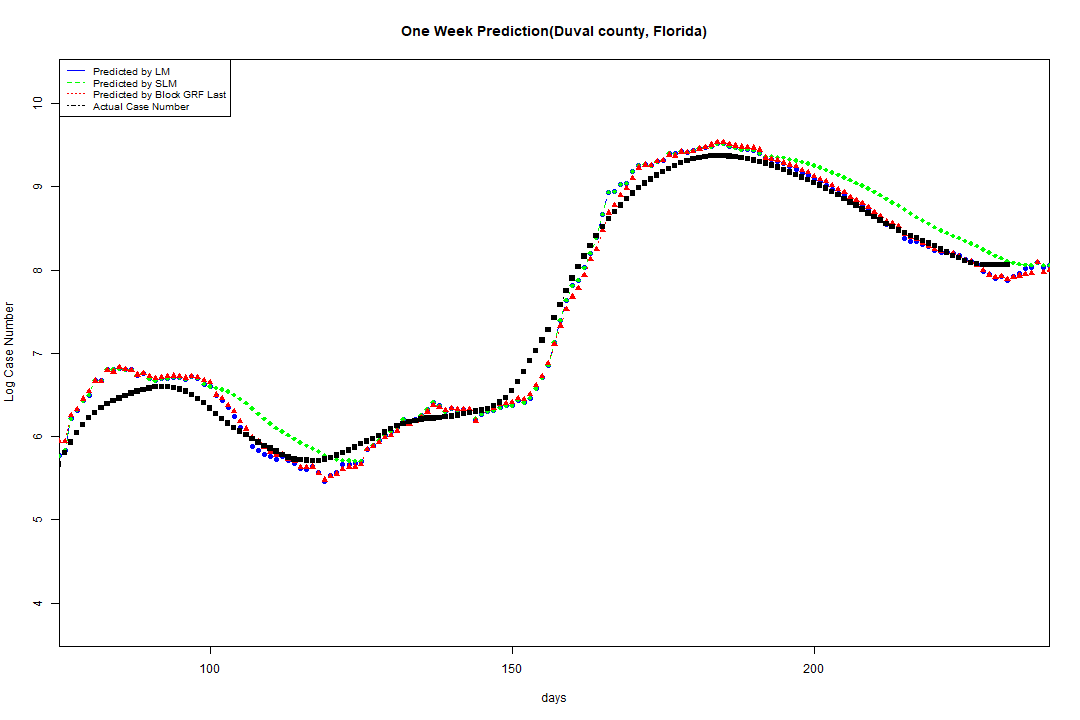 One Week Prediction(Duval county, Florida)
Predicted by LM
Predicted by SLM
Predicted by Block GRF Last
Actual Case Number
10
9
8
7
6
5
4
Log Case Number
100 150 200
days